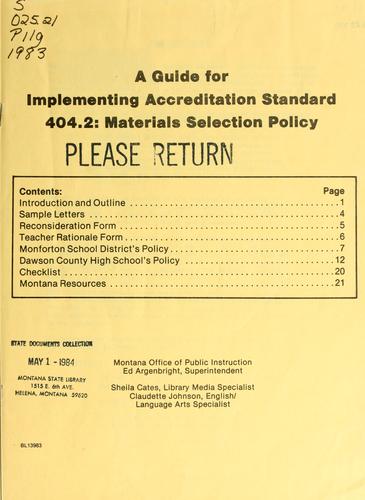 S
025.21
P11g
1983
A Guide for
Implementing Accreditation Standard
404.2: Materials Selection Policy
PLEASE RETURN
Contents: Page
Introduction and Outline 1
Sample Letters 4
Reconsideration Form 5
Teacher Rationale Form 6
Monforton School District's Policy 7
Dawson County High School's Policy 12
Checklist 20
Montana Resources 21
STATE DOCUMENTS COLLECTION
MAY 1 - 1984
MONTANA STATE LIBRARY
1515 E. 6th AVE.
HELENA, MONTANA 59620
Montana Office of Public Instruction
Ed Argenbright, Superintendent
Sheila Cates, Library Media Specialist
Claudette Johnson, English/
Language Arts Specialist
BL13983